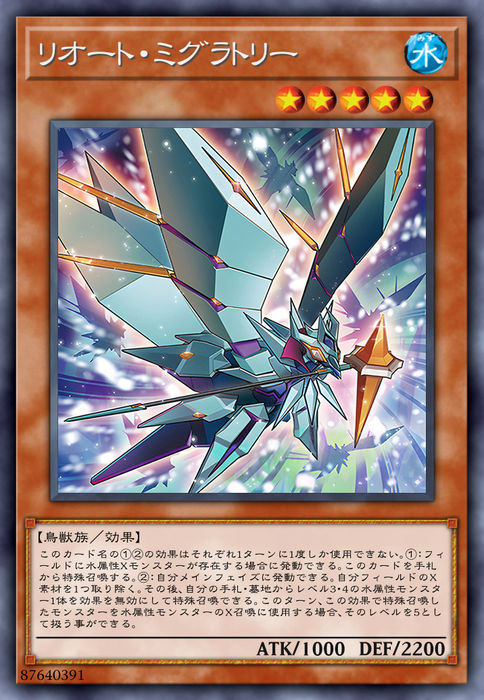 リオート・ミグラトリー
みず
水
【鳥獣族／効果】
このカード名の①②の効果はそれぞれ1ターンに1度しか使用できない。①：フィ
ールドに水属性Xモンスターが存在する場合に発動できる。このカードを手札
から特殊召喚する。②：自分メインフェイズに発動できる。自分フィールドのX
素材を1つ取り除く。その後、自分の手札・墓地からレベル3・4の水属性モンスタ
ー1体を効果を無効にして特殊召喚できる。このターン、この効果で特殊召喚し
たモンスターを水属性モンスターのX召喚に使用する場合、そのレベルを5とし
て扱う事ができる。
ATK/1000 DEF/2200
87640391